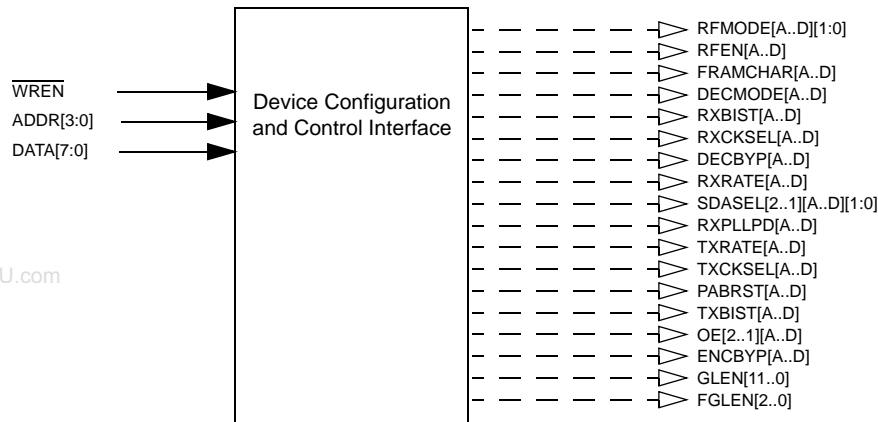 WREN
ADDR[3:0]
DATA[7:0]
Device Configuration
and Control Interface
RFMODE[A..D][1:0]
RFEN[A..D]
FRAMCHAR[A..D]
DECMODE[A..D]
RXBIST[A..D]
RXCKSEL[A..D]
DECBYP[A..D]
RXRATE[A..D]
SDASEL[2..1][A..D][1:0]
RXPLLPD[A..D]
TXRATE[A..D]
TXCKSEL[A..D]
PABRST[A..D]
TXBIST[A..D]
OE[2..1][A..D]
ENCBYP[A..D]
GLEN[11..0]
FGLEN[2..0]
U.com